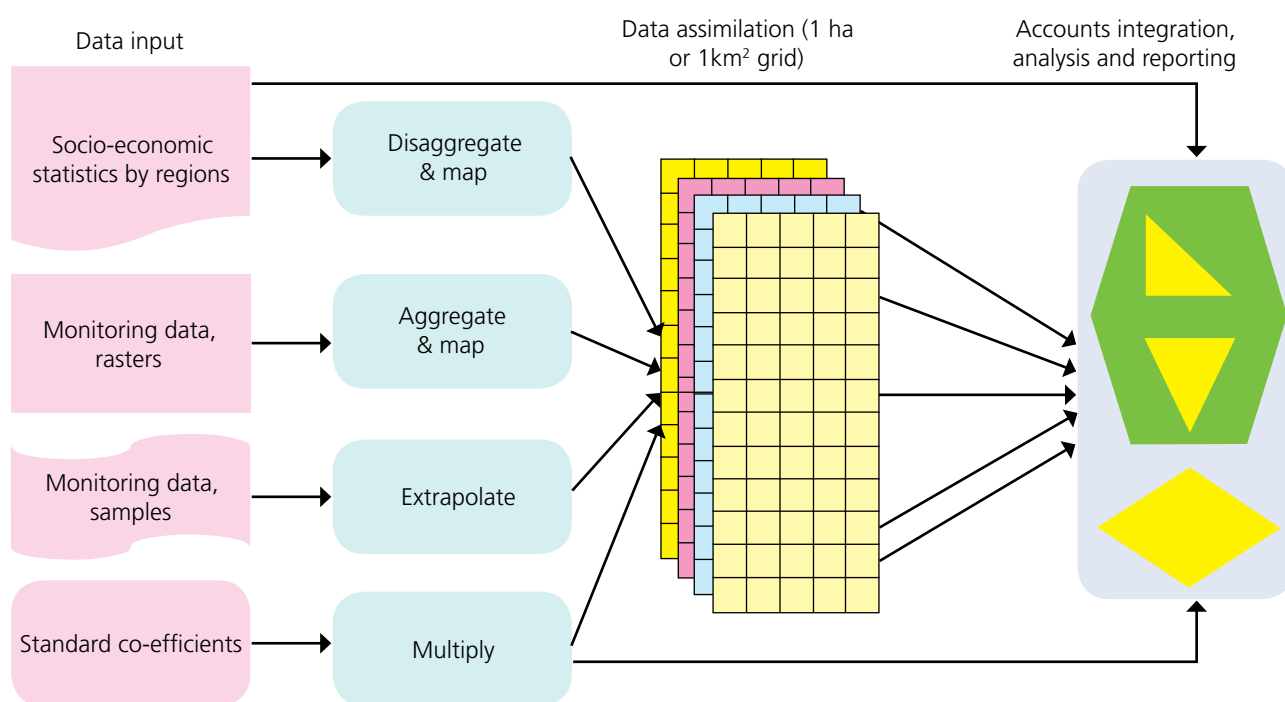 Data input
Data assimilation (1 ha
or 1km² grid)
Accounts integration,
analysis and reporting
Socio-economic
statistics by regions
Disaggregate
& map
Monitoring data,
rasters
Aggregate
& map
Monitoring data,
samples
Extrapolate
Standard co-efficients
Multiply